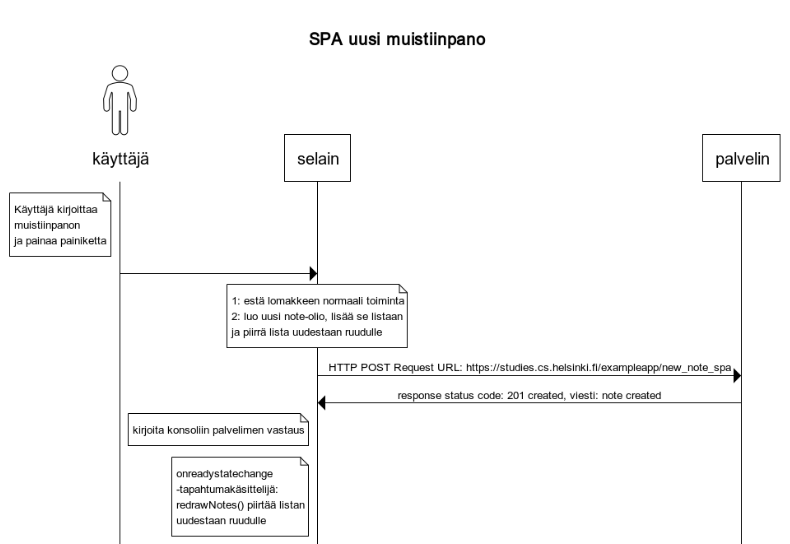 SPA uusi muistiinpano
käyttäjä
selain
palvelin
Käyttäjä kirjoittaa
muistiinpanon
ja painaa painiketta
1: estä lomakkeen normaali toiminta
2: luo uusi note-olio, lisää se listaan
ja piirrä lista uudestaan ruudulle
HTTP POST Request URL: https://studies.cs.helsinki.fi/exampleapp/new_note_spa
response status code: 201 created, viesti: note created
kirjoita konsoliin palvelimen vastaus
onreadystatechange
-tapahtumakäsittelijä:
redrawNotes() piirtää listan
uudestaan ruudulle